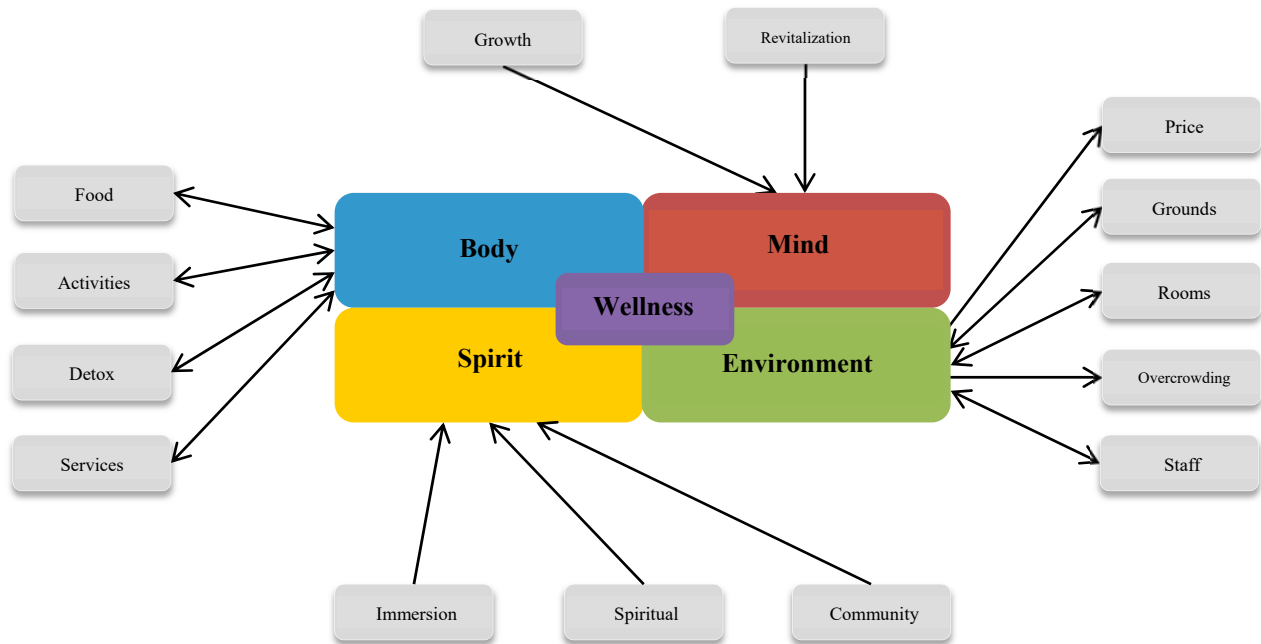 Growth
Revitalization
Price
Food
Grounds
Body
Mind
Activities
Rooms
Wellness
Spirit
Environment
Detox
Overcrowding
Services
Staff
Immersion
Spiritual
Community